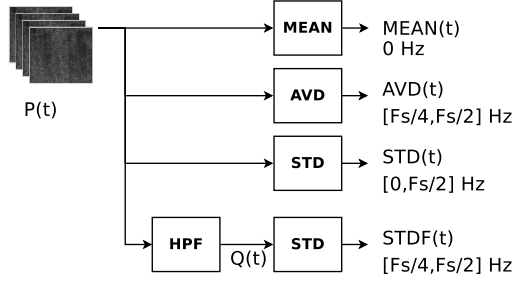 MEAN
MEAN(t)
0 Hz
P(t)
AVD
AVD(t)
[Fs/4,Fs/2] Hz
STD
STD(t)
[0,Fs/2] Hz
HPF
Q(t)
STD
STDF(t)
[Fs/4,Fs/2] Hz